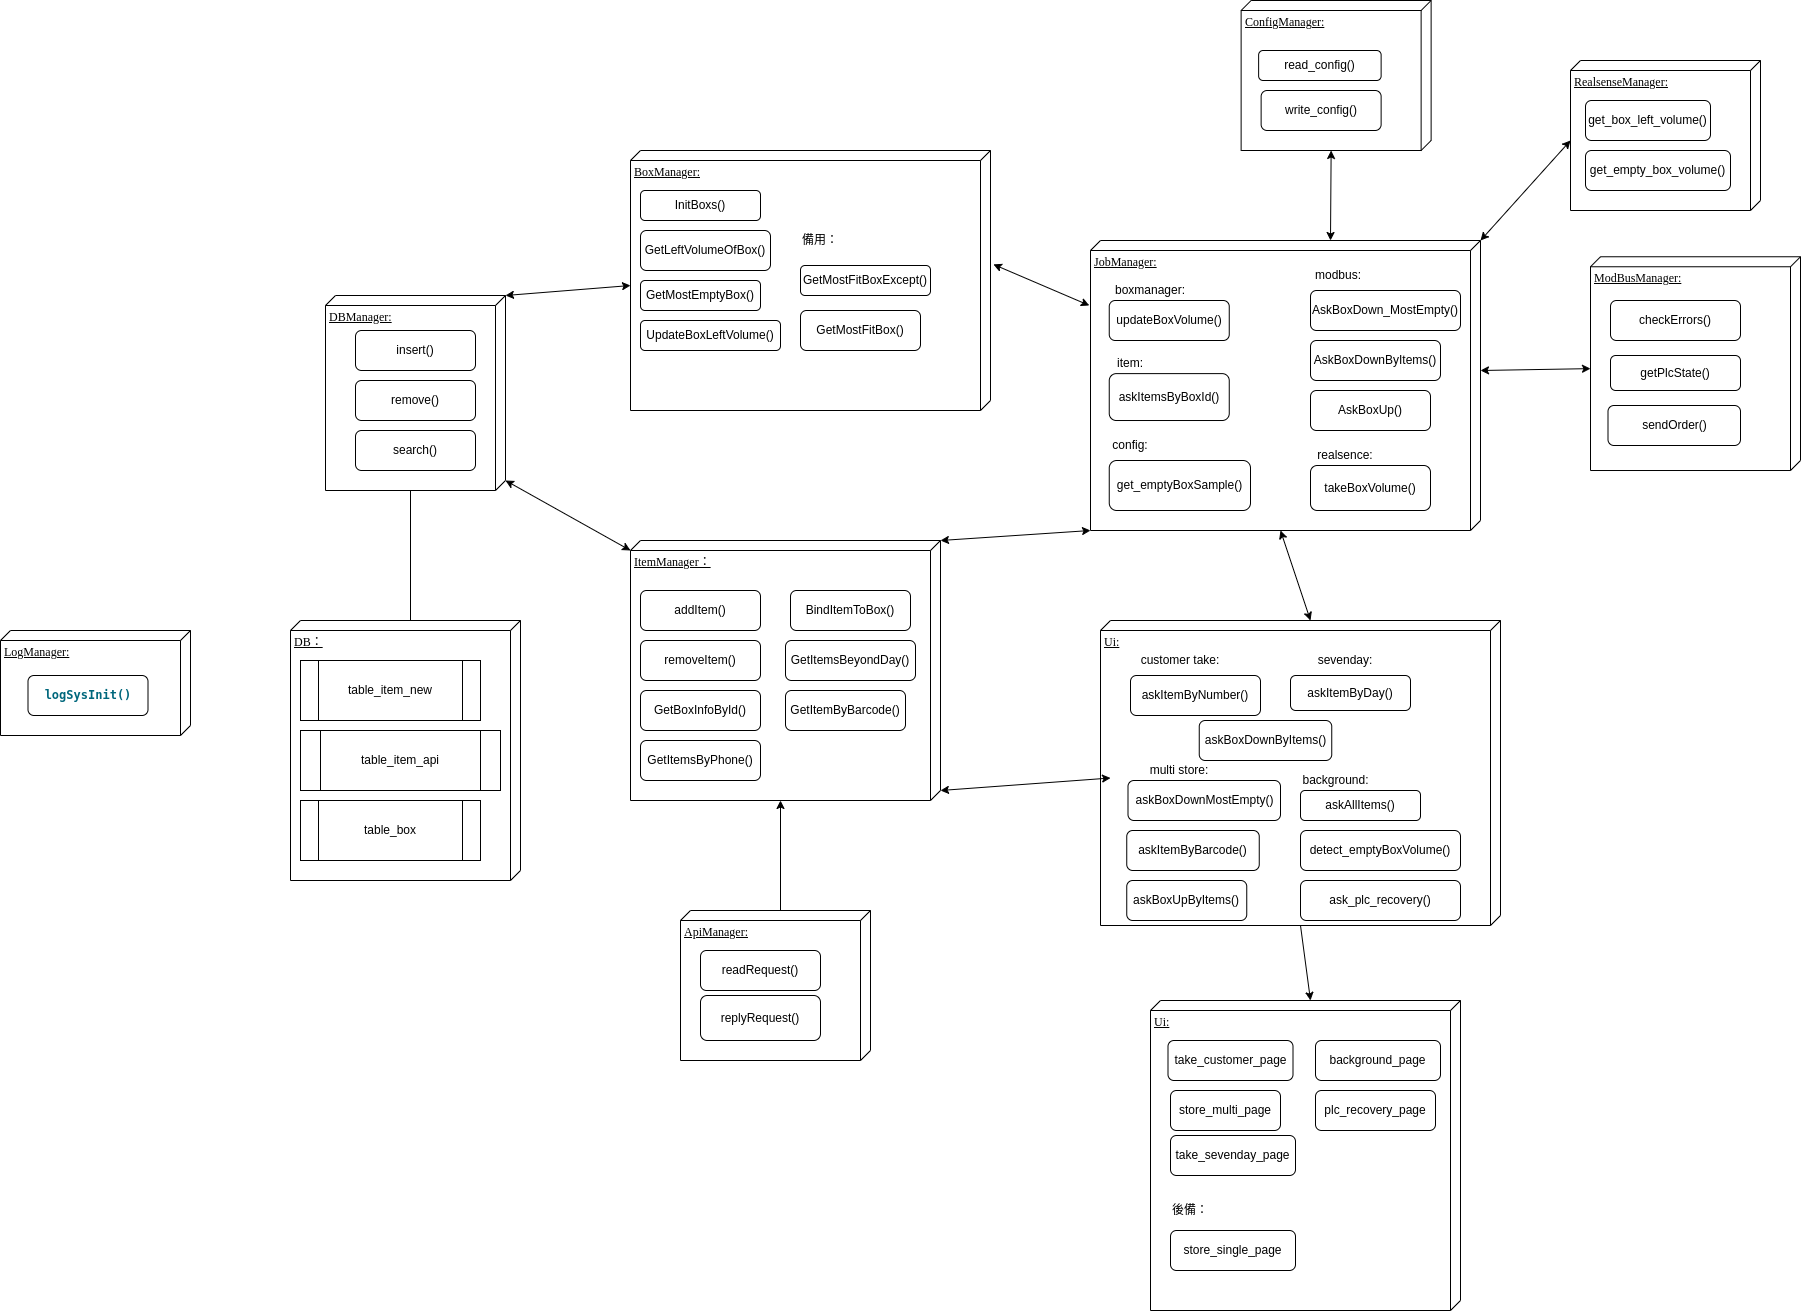 ConfigManager:
read_config()
write_config()
RealsenseManager:
get_box_left_volume()
get_empty_box_volume()
BoxManager:
InitBoxs()
GetLeftVolumeOfBox()
GetMostEmptyBox()
UpdateBoxLeftVolume()
備用：
GetMostFitBoxExcept()
GetMostFitBox()
JobManager:
boxmanager:
updateBoxVolume()
item:
askItemsByBoxId()
config:
get_emptyBoxSample()
modbus:
AskBoxDown_MostEmpty()
AskBoxDownByItems()
AskBoxUp()
realsence:
takeBoxVolume()
ModBusManager:
checkErrors()
getPlcState()
sendOrder()
DBManager:
insert()
remove()
search()
ItemManager：
addItem()
removeItem()
GetBoxInfoById()
GetItemsByPhone()
BindItemToBox()
GetItemsBeyondDay()
GetItemByBarcode()
LogManager:
logSysInit()
DB：
table_item_new
table_item_api
table_box
Ui:
customer take:
askItemByNumber()
sevenday:
askItemByDay()
askBoxDownByItems()
multi store:
askBoxDownMostEmpty()
askItemByBarcode()
askBoxUpByItems()
background:
askAllItems()
detect_emptyBoxVolume()
ask_plc_recovery()
ApiManager:
readRequest()
replyRequest()
Ui:
take_customer_page
store_multi_page
take_sevenday_page
background_page
plc_recovery_page
後備：
store_single_page